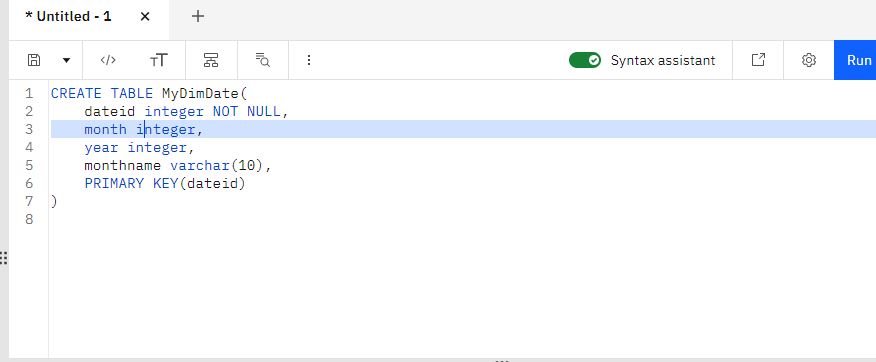 * Untitled - 1 × +
</> TT Syntax assistant Run
1 CREATE TABLE MyDimDate(
2 dateid integer NOT NULL,
3 month integer,
4 year integer,
5 monthname varchar(10),
6 PRIMARY KEY(dateid)
7 )
8